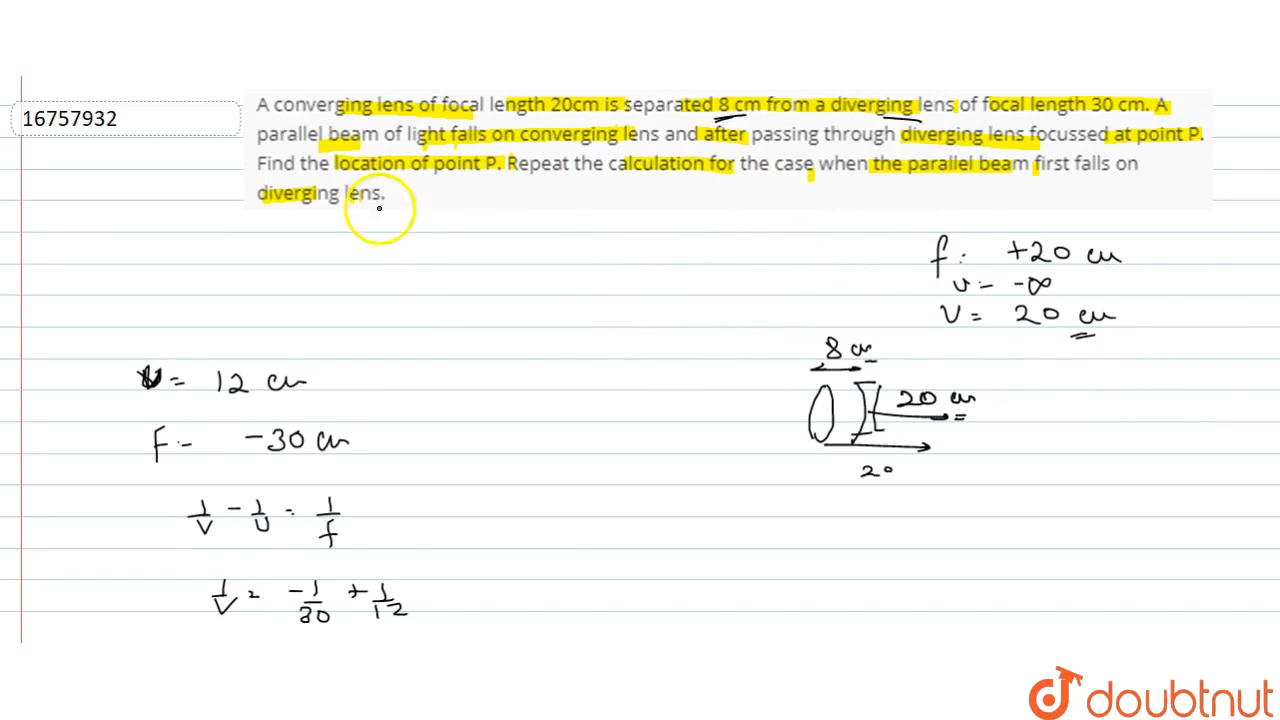 16757932
A converging lens of focal length 20cm is separated 8 cm from a diverging lens of focal length 30 cm. A
parallel beam of light falls on converging lens and after passing through diverging lens focussed at point P.
Find the location of point P. Repeat the calculation for the case when the parallel beam first falls on
diverging lens.
f: +20 cm
u = -∞
V = 20 cm
8 cm
20 cm
20
= 12 cm
f = -30 cm
1/V - 1/U = 1/f
1/V = -1/30 + 1/12
doubtnut